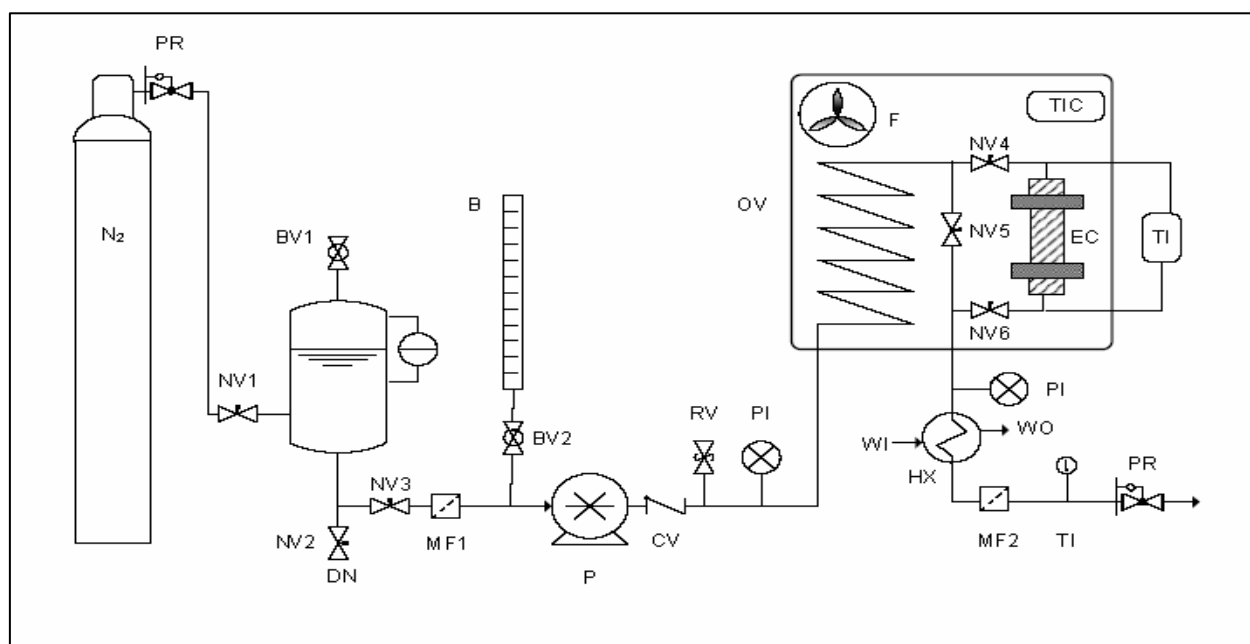 PR
TIC
F
NV4
B
OV
N₂
BV1
NV5
EC
TI
NV6
NV1
PI
RV
PI
BV2
WI
WO
HX
PR
NV3
NV2
MF1
CV
MF2
TI
DN
P